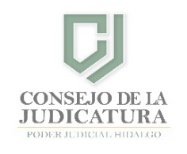 CONSEJO DE LA
JUDICATURA
PODER JUDICIAL HIDALGO